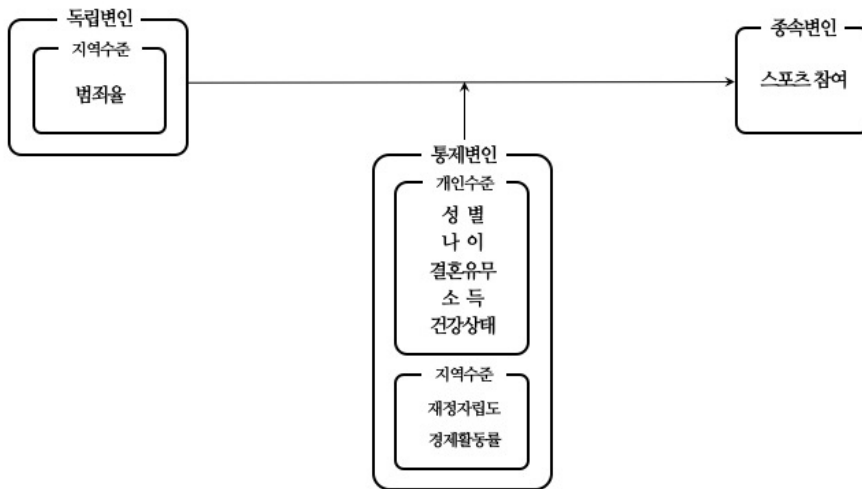 독립변인
지역수준
범죄율
종속변인
스포츠 참여
통제변인
개인수준
성 별
나 이
결혼유무
소 득
건강상태
지역수준
재정자립도
경제활동률